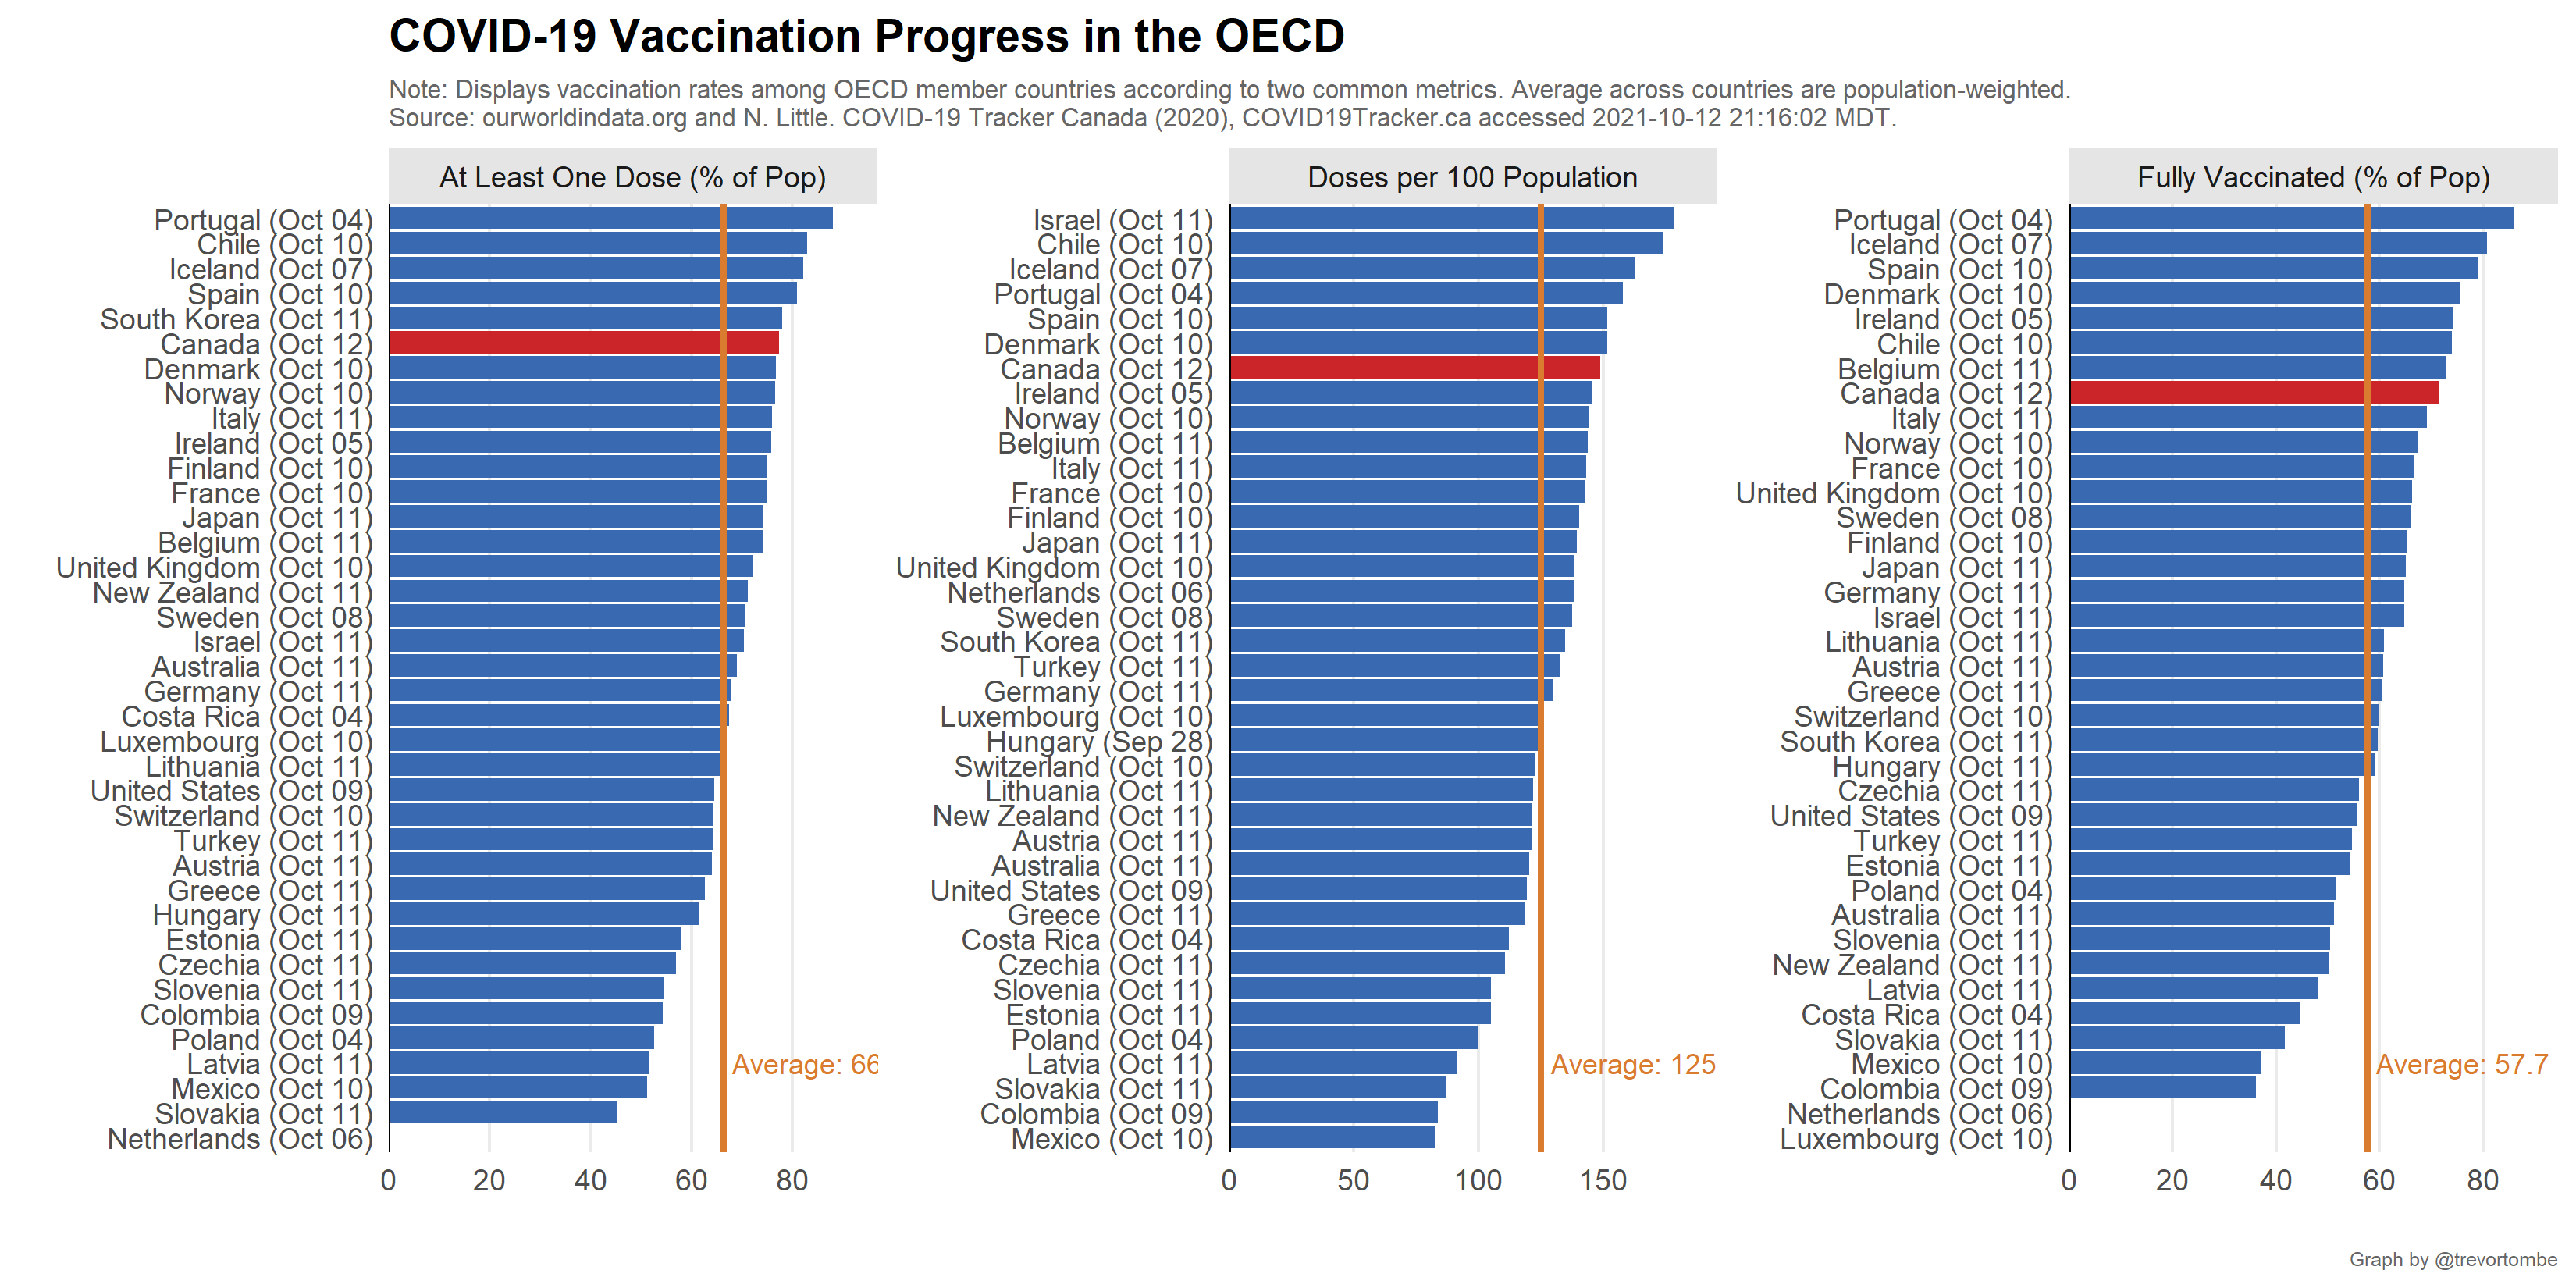 COVID-19 Vaccination Progress in the OECD
Note: Displays vaccination rates among OECD member countries according to two common metrics. Average across countries are population-weighted.
Source: ourworldindata.org and N. Little. COVID-19 Tracker Canada (2020), COVID19Tracker.ca accessed 2021-10-12 21:16:02 MDT.
At Least One Dose (% of Pop)
Portugal (Oct 04)
Chile (Oct 10)
Iceland (Oct 07)
Spain (Oct 10)
South Korea (Oct 11)
Canada (Oct 12)
Denmark (Oct 10)
Norway (Oct 10)
Italy (Oct 11)
Ireland (Oct 05)
Finland (Oct 10)
France (Oct 10)
Japan (Oct 11)
Belgium (Oct 11)
United Kingdom (Oct 10)
New Zealand (Oct 11)
Sweden (Oct 08)
Israel (Oct 11)
Australia (Oct 11)
Germany (Oct 11)
Costa Rica (Oct 04)
Luxembourg (Oct 10)
Lithuania (Oct 11)
United States (Oct 09)
Switzerland (Oct 10)
Turkey (Oct 11)
Austria (Oct 11)
Greece (Oct 11)
Hungary (Oct 11)
Estonia (Oct 11)
Czechia (Oct 11)
Slovenia (Oct 11)
Colombia (Oct 09)
Poland (Oct 04)
Latvia (Oct 11)
Mexico (Oct 10)
Slovakia (Oct 11)
Netherlands (Oct 06)
Average: 66
0 20 40 60 80
Doses per 100 Population
Israel (Oct 11)
Chile (Oct 10)
Iceland (Oct 07)
Portugal (Oct 04)
Spain (Oct 10)
Denmark (Oct 10)
Canada (Oct 12)
Ireland (Oct 05)
Norway (Oct 10)
Belgium (Oct 11)
Italy (Oct 11)
France (Oct 10)
Finland (Oct 10)
Japan (Oct 11)
United Kingdom (Oct 10)
Netherlands (Oct 06)
Sweden (Oct 08)
South Korea (Oct 11)
Turkey (Oct 11)
Germany (Oct 11)
Luxembourg (Oct 10)
Hungary (Sep 28)
Switzerland (Oct 10)
Lithuania (Oct 11)
New Zealand (Oct 11)
Austria (Oct 11)
Australia (Oct 11)
United States (Oct 09)
Greece (Oct 11)
Costa Rica (Oct 04)
Czechia (Oct 11)
Slovenia (Oct 11)
Estonia (Oct 11)
Poland (Oct 04)
Latvia (Oct 11)
Slovakia (Oct 11)
Colombia (Oct 09)
Mexico (Oct 10)
Average: 125
0 50 100 150
Fully Vaccinated (% of Pop)
Portugal (Oct 04)
Iceland (Oct 07)
Spain (Oct 10)
Denmark (Oct 10)
Ireland (Oct 05)
Chile (Oct 10)
Belgium (Oct 11)
Canada (Oct 12)
Italy (Oct 11)
Norway (Oct 10)
France (Oct 10)
United Kingdom (Oct 10)
Sweden (Oct 08)
Finland (Oct 10)
Japan (Oct 11)
Germany (Oct 11)
Israel (Oct 11)
Lithuania (Oct 11)
Austria (Oct 11)
Greece (Oct 11)
Switzerland (Oct 10)
South Korea (Oct 11)
Hungary (Oct 11)
Czechia (Oct 11)
United States (Oct 09)
Turkey (Oct 11)
Estonia (Oct 11)
Poland (Oct 04)
Australia (Oct 11)
Slovenia (Oct 11)
New Zealand (Oct 11)
Latvia (Oct 11)
Costa Rica (Oct 04)
Slovakia (Oct 11)
Mexico (Oct 10)
Colombia (Oct 09)
Netherlands (Oct 06)
Luxembourg (Oct 10)
Average: 57.7
0 20 40 60 80
Graph by @trevortombe